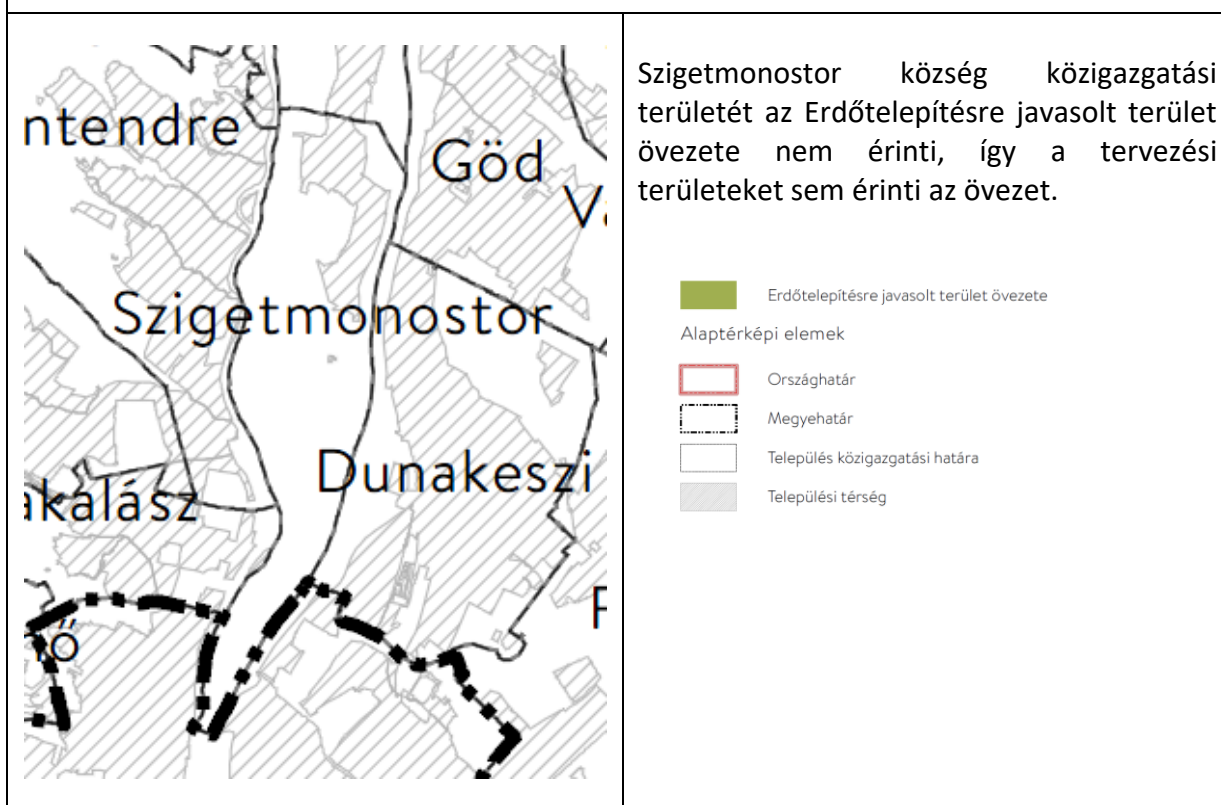 ntendre
Göd
Szigetmonostor
Dunakeszi
akalász
Szigetmonostor község közigazgatási
területét az Erdőtelepítésre javasolt terület
övezete nem érinti, így a tervezési
területeket sem érinti az övezet.
Erdőtelepítésre javasolt terület övezete
Alaptérképi elemek
Országhatár
Megyehatár
Település közigazgatási határa
Települési térség